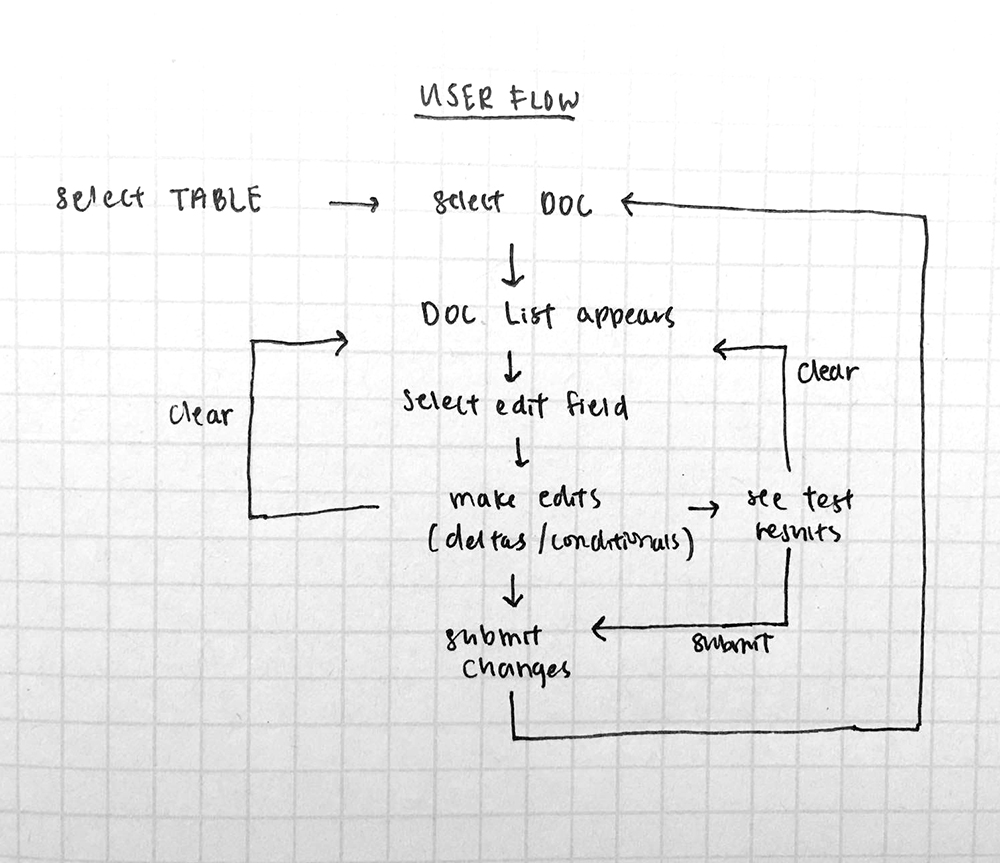 USER FLOW
select TABLE → select DOC
DOC List appears
clear
select edit field
clear
make edits → see test
(deltas/conditionals) results
submit
submit
changes